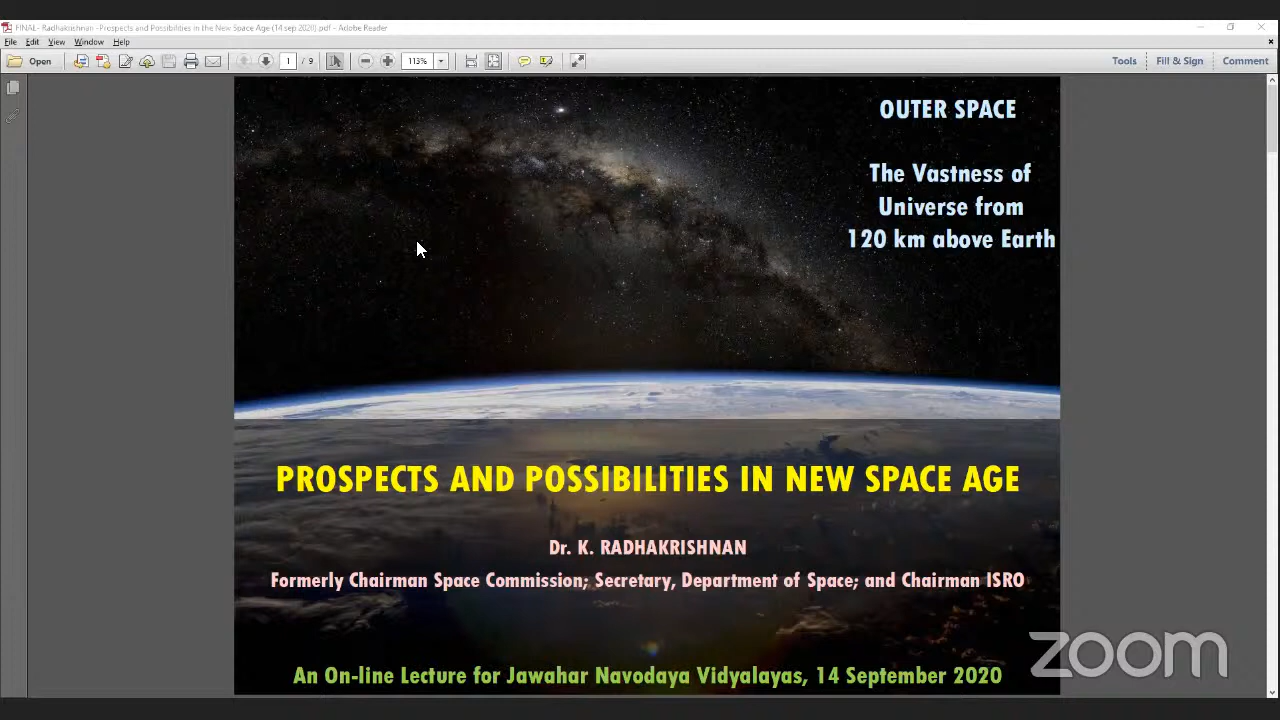 FINAL- Radhakrishnan -Prospects and Possibilities in the New Space Age (14 sep 2020).pdf - Adobe Reader
File Edit View Window Help
Open 1 / 9 113% Tools Fill & Sign Comment
OUTER SPACE
The Vastness of
Universe from
120 km above Earth
PROSPECTS AND POSSIBILITIES IN NEW SPACE AGE
Dr. K. RADHAKRISHNAN
Formerly Chairman Space Commission; Secretary, Department of Space; and Chairman ISRO
zoom
An On-line Lecture for Jawahar Navodaya Vidyalayas, 14 September 2020